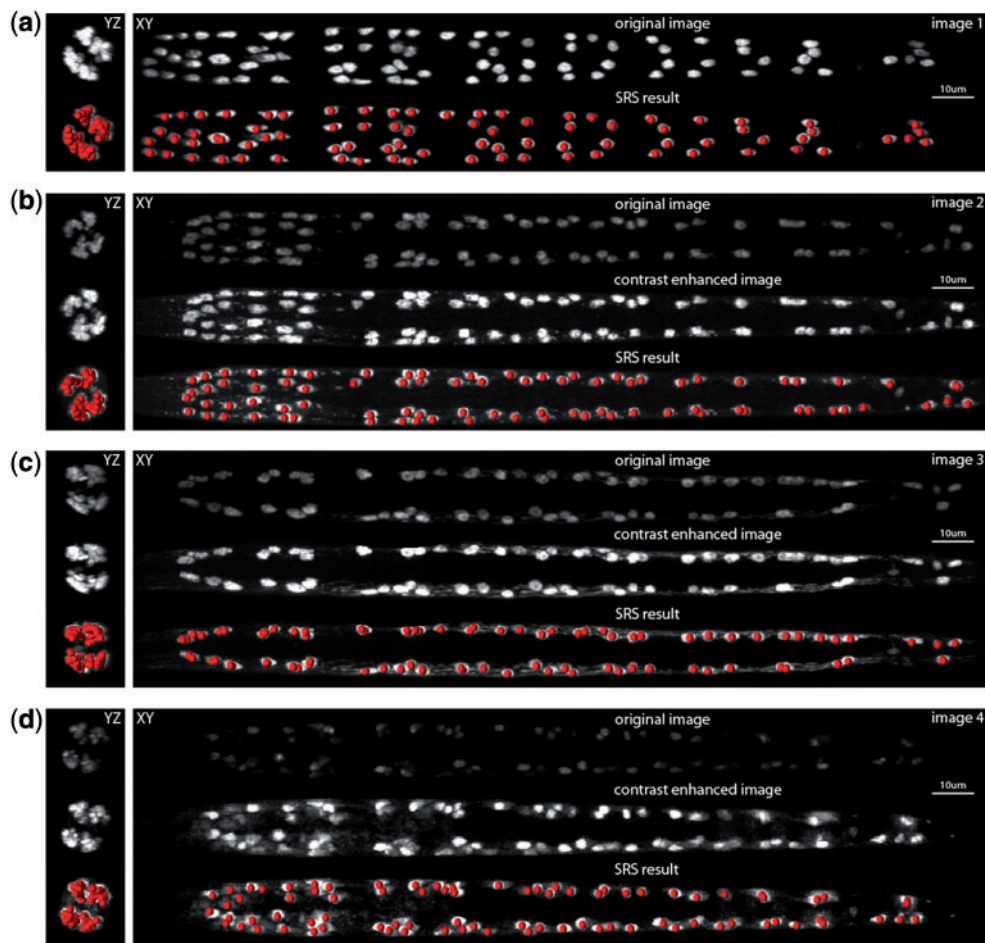 (a)
YZ
XY
original image
image 1
SRS result
10um
(b)
YZ
XY
original image
image 2
contrast enhanced image
10um
SRS result
(c)
YZ
XY
original image
image 3
contrast enhanced image
10um
SRS result
(d)
YZ
XY
original image
image 4
contrast enhanced image
10um
SRS result